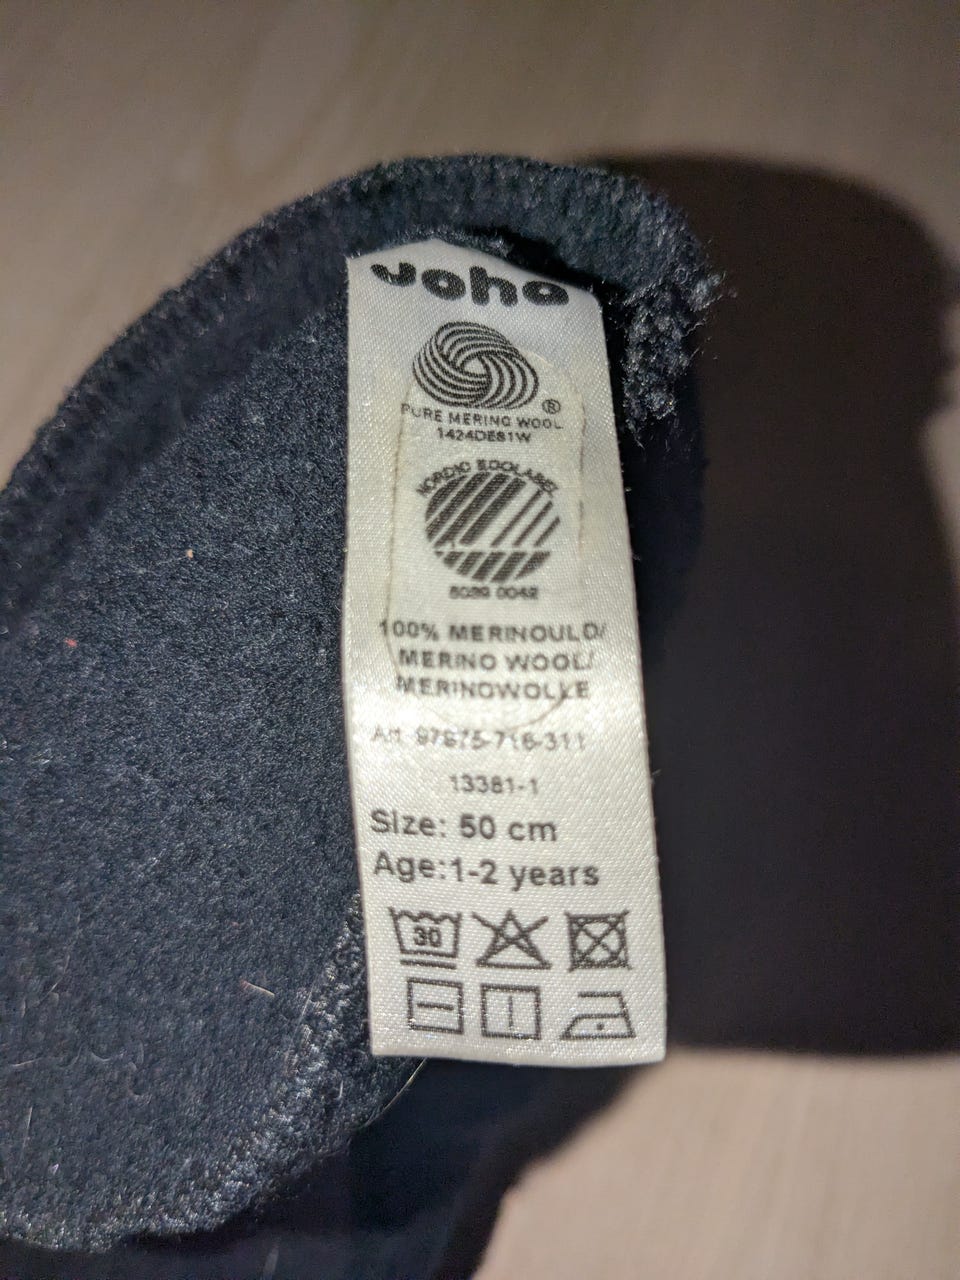 Joha
PURE MERINO WOOL ®
1424DE81W
NORDIC ECOLABEL
5039 0042
100% MERINOULD/
MERINO WOOL/
MERINOWOLLE
Art. 97975-716-311
13381-1
Size: 50 cm
Age:1-2 years
30